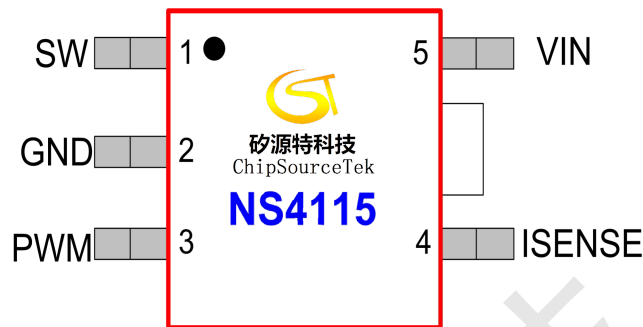 SW 1 5 VIN
矽源特科技
ChipSourceTek
GND 2
NS4115
PWM 3 4 ISENSE